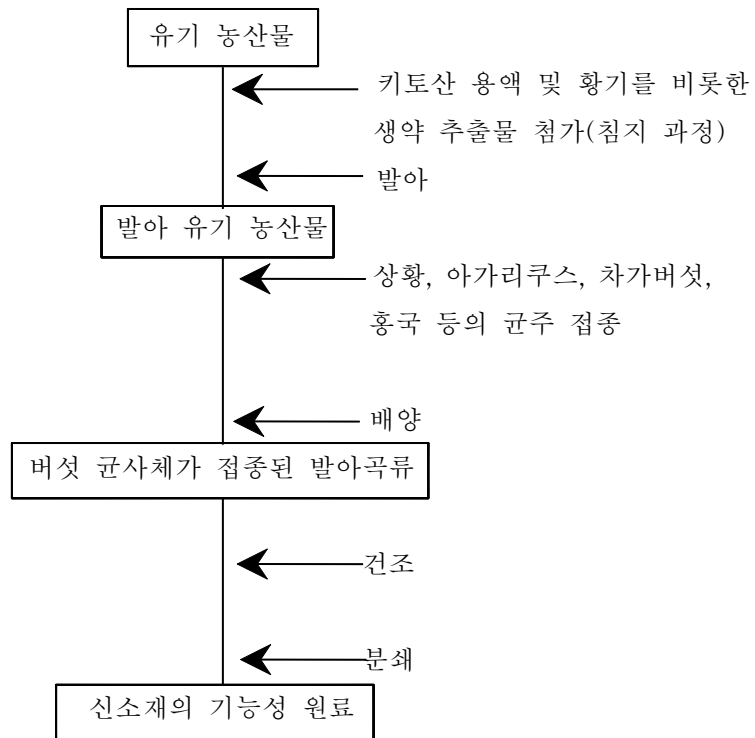 유기 농산물
키토산 용액 및 황기를 비롯한
생약 추출물 첨가(침지 과정)
발아
발아 유기 농산물
상황, 아가리쿠스, 차가버섯,
홍국 등의 균주 접종
배양
버섯 균사체가 접종된 발아곡류
건조
분쇄
신소재의 기능성 원료